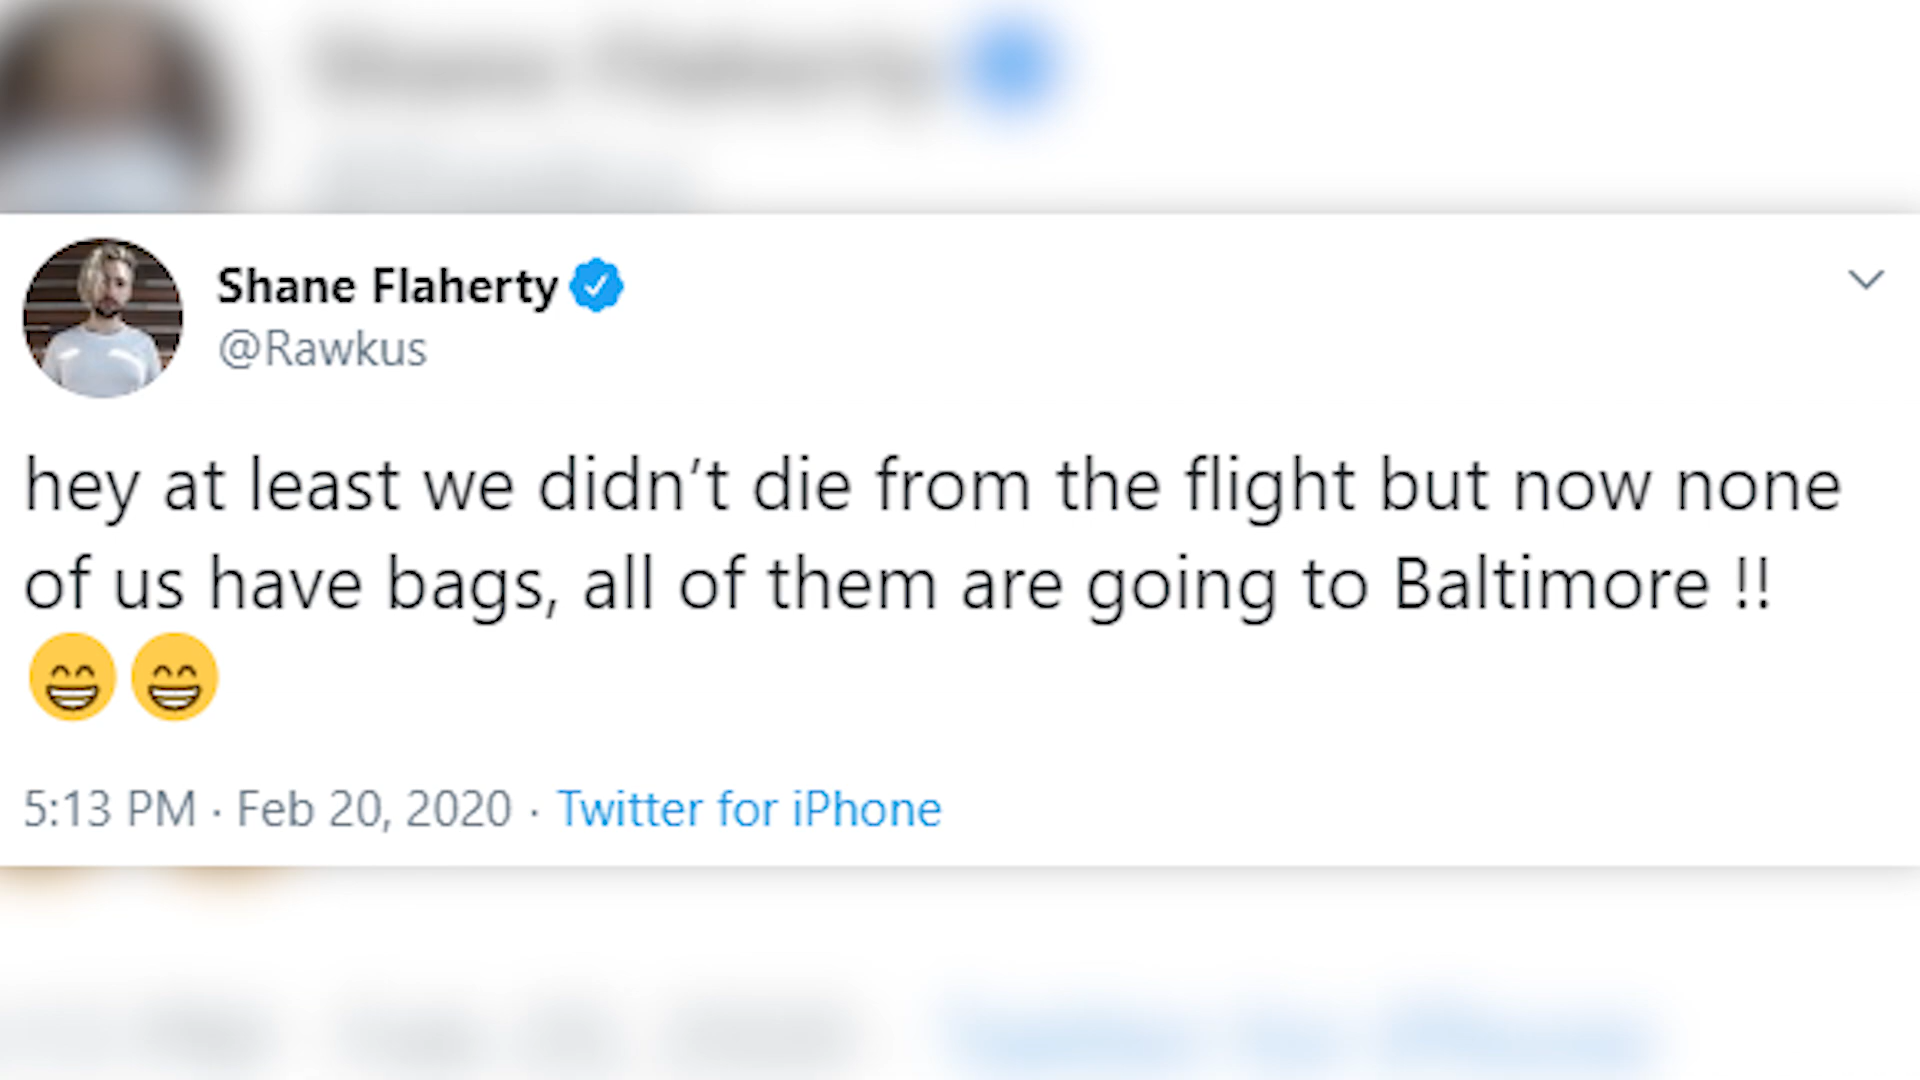 Shane Flaherty
@Rawkus
hey at least we didn’t die from the flight but now none
of us have bags, all of them are going to Baltimore !!
😁😁
5:13 PM · Feb 20, 2020 · Twitter for iPhone